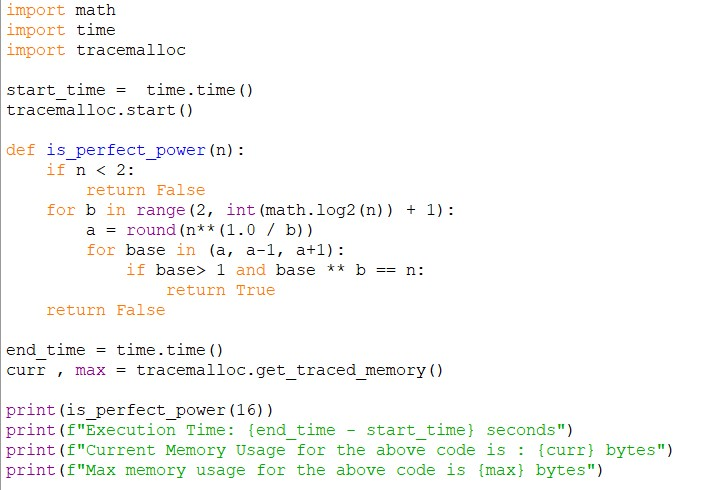 import math
import time
import tracemalloc

start_time =  time.time()
tracemalloc.start()

def is_perfect_power(n):
    if n < 2:
        return False
    for b in range(2, int(math.log2(n)) + 1):
        a = round(n**(1.0 / b))
        for base in (a, a-1, a+1):
            if base> 1 and base ** b == n:
                return True
    return False

end_time = time.time()
curr , max = tracemalloc.get_traced_memory()

print(is_perfect_power(16))
print(f"Execution Time: {end_time - start_time} seconds")
print(f"Current Memory Usage for the above code is : {curr} bytes")
print(f"Max memory usage for the above code is {max} bytes")